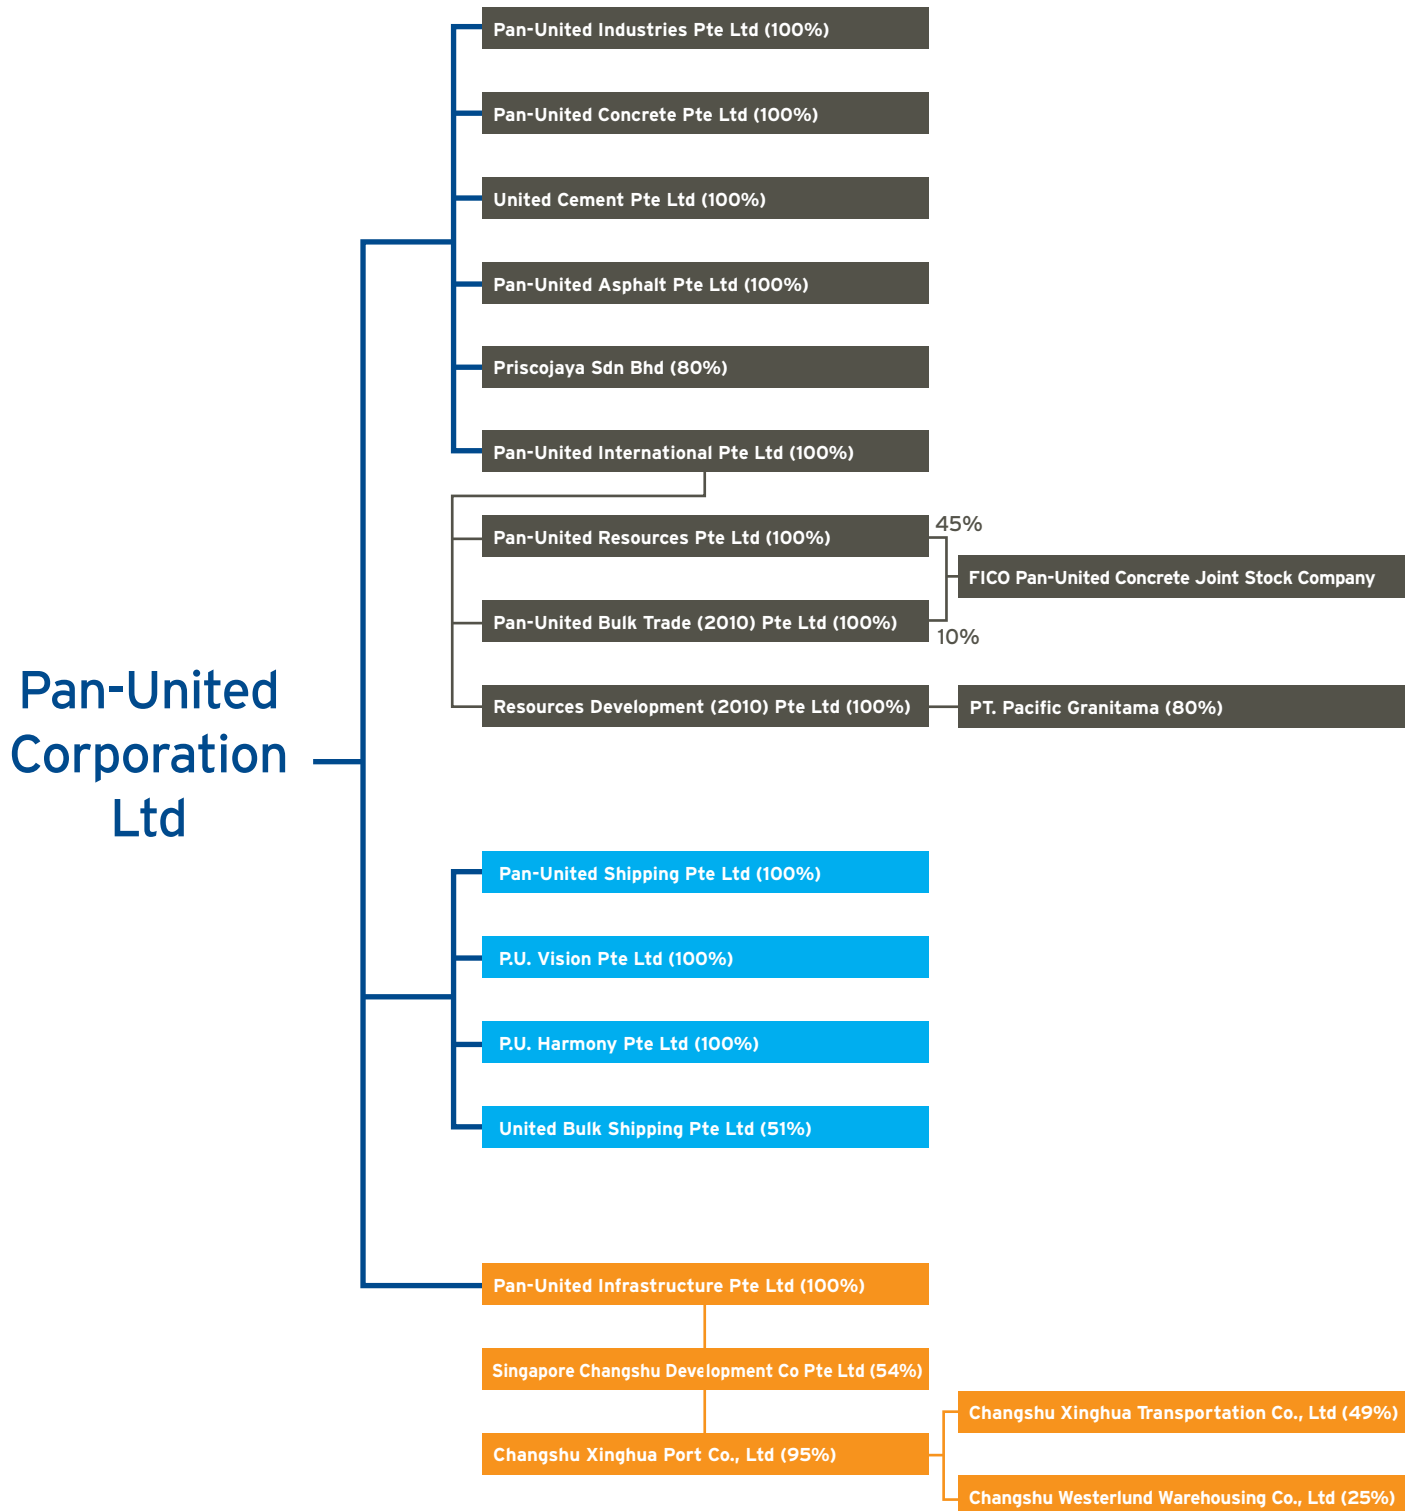 Pan-United Industries Pte Ltd (100%)
Pan-United Concrete Pte Ltd (100%)
United Cement Pte Ltd (100%)
Pan-United Asphalt Pte Ltd (100%)
Priscojaya Sdn Bhd (80%)
Pan-United International Pte Ltd (100%)
Pan-United Resources Pte Ltd (100%)
45%
FICO Pan-United Concrete Joint Stock Company
Pan-United Bulk Trade (2010) Pte Ltd (100%)
10%
Resources Development (2010) Pte Ltd (100%)
PT. Pacific Granitama (80%)
Pan-United
Corporation
Ltd
Pan-United Shipping Pte Ltd (100%)
P.U. Vision Pte Ltd (100%)
P.U. Harmony Pte Ltd (100%)
United Bulk Shipping Pte Ltd (51%)
Pan-United Infrastructure Pte Ltd (100%)
Singapore Changshu Development Co Pte Ltd (54%)
Changshu Xinghua Port Co., Ltd (95%)
Changshu Xinghua Transportation Co., Ltd (49%)
Changshu Westerlund Warehousing Co., Ltd (25%)